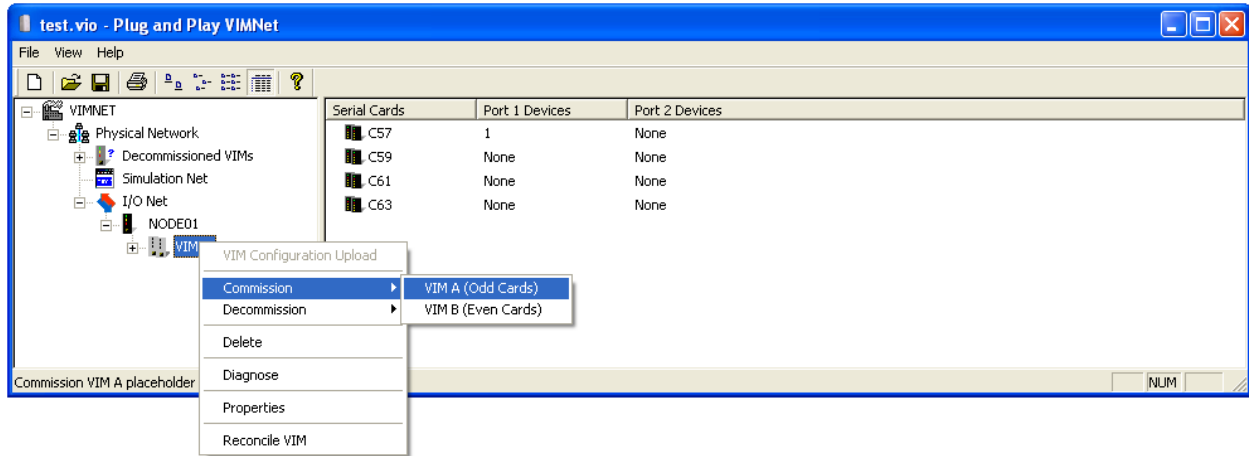 test.vio - Plug and Play VIMNet
File View Help
VIMNET
Physical Network
Decommissioned VIMs
Simulation Net
I/O Net
NODE01
VIM
Serial Cards Port 1 Devices Port 2 Devices
C57 1 None
C59 None None
C61 None None
C63 None None
VIM Configuration Upload
Commission
Decommission
Delete
Diagnose
Properties
Reconcile VIM
VIM A (Odd Cards)
VIM B (Even Cards)
Commission VIM A placeholder
NUM